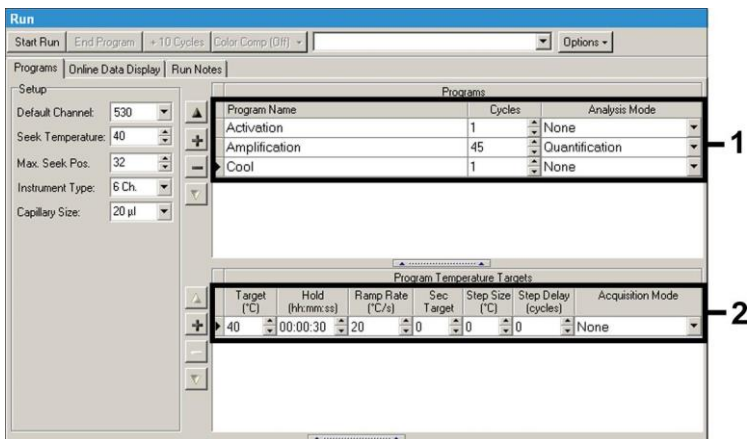 Run
Start Run End Program + 10 Cycles Color Comp (Off) Options
Programs Online Data Display Run Notes
Setup
Default Channel: 530
Seek Temperature: 40
Max. Seek Pos. 32
Instrument Type: 6 Ch.
Capillary Size: 20 µl
Programs
Program Name Cycles Analysis Mode
Activation 1 None
Amplification 45 Quantification
Cool 1 None
1
Program Temperature Targets
Target (°C) Hold (hh:mm:ss) Ramp Rate (°C/s) Sec Target Step Size (°C) Step Delay (cycles) Acquisition Mode
40 00:00:30 20 0 0 0 None
2